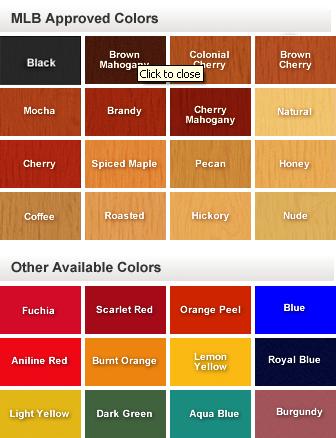 MLB Approved Colors
Black
Brown
Mahogany
Colonial
Cherry
Brown
Cherry
Click to close
Mocha
Brandy
Cherry
Mahogany
Natural
Cherry
Spiced Maple
Pecan
Honey
Coffee
Roasted
Hickory
Nude
Other Available Colors
Fuchia
Scarlet Red
Orange Peel
Blue
Aniline Red
Burnt Orange
Lemon
Yellow
Royal Blue
Light Yellow
Dark Green
Aqua Blue
Burgundy